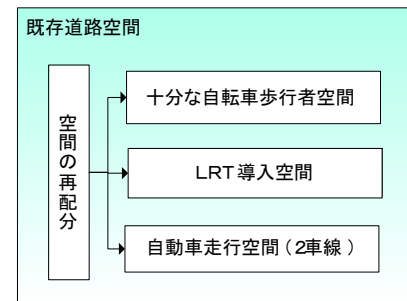 既存道路空間
空間の再配分
十分な自転車歩行者空間
LRT導入空間
自動車走行空間(2車線)